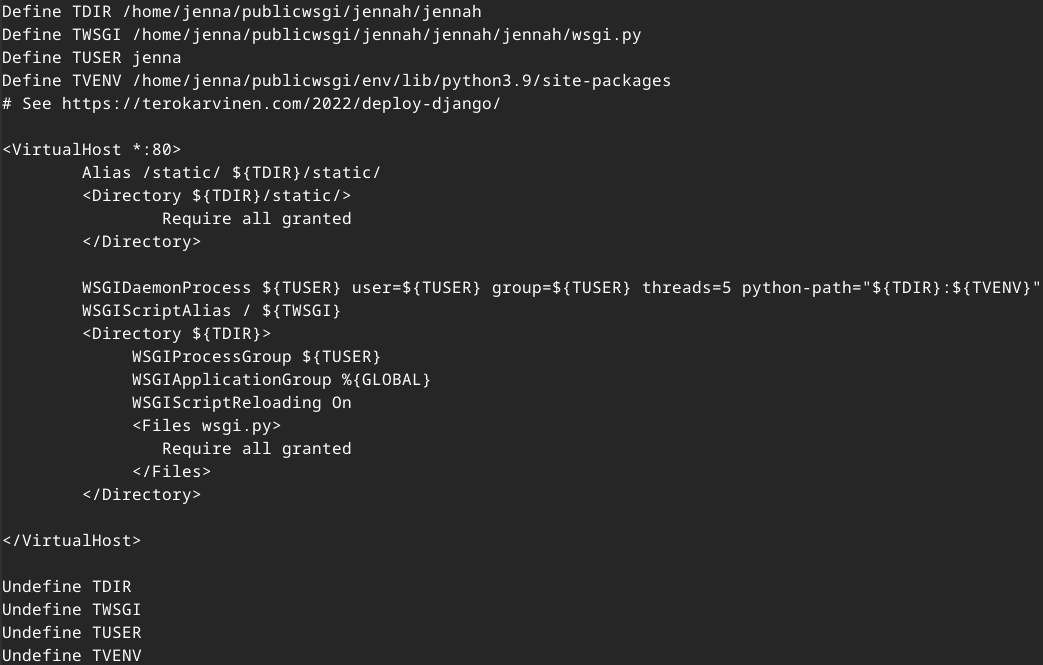 Define TDIR /home/jenna/publicwsgi/jennah/jennah
Define TWSGI /home/jenna/publicwsgi/jennah/jennah/jennah/wsgi.py
Define TUSER jenna
Define TVENV /home/jenna/publicwsgi/env/lib/python3.9/site-packages
# See https://terokarvinen.com/2022/deploy-django/

<VirtualHost *:80>
        Alias /static/ ${TDIR}/static/
        <Directory ${TDIR}/static/>
                Require all granted
        </Directory>

        WSGIDaemonProcess ${TUSER} user=${TUSER} group=${TUSER} threads=5 python-path="${TDIR}:${TVENV}"
        WSGIScriptAlias / ${TWSGI}
        <Directory ${TDIR}>
             WSGIProcessGroup ${TUSER}
             WSGIApplicationGroup %{GLOBAL}
             WSGIScriptReloading On
             <Files wsgi.py>
                Require all granted
             </Files>
        </Directory>

</VirtualHost>

Undefine TDIR
Undefine TWSGI
Undefine TUSER
Undefine TVENV